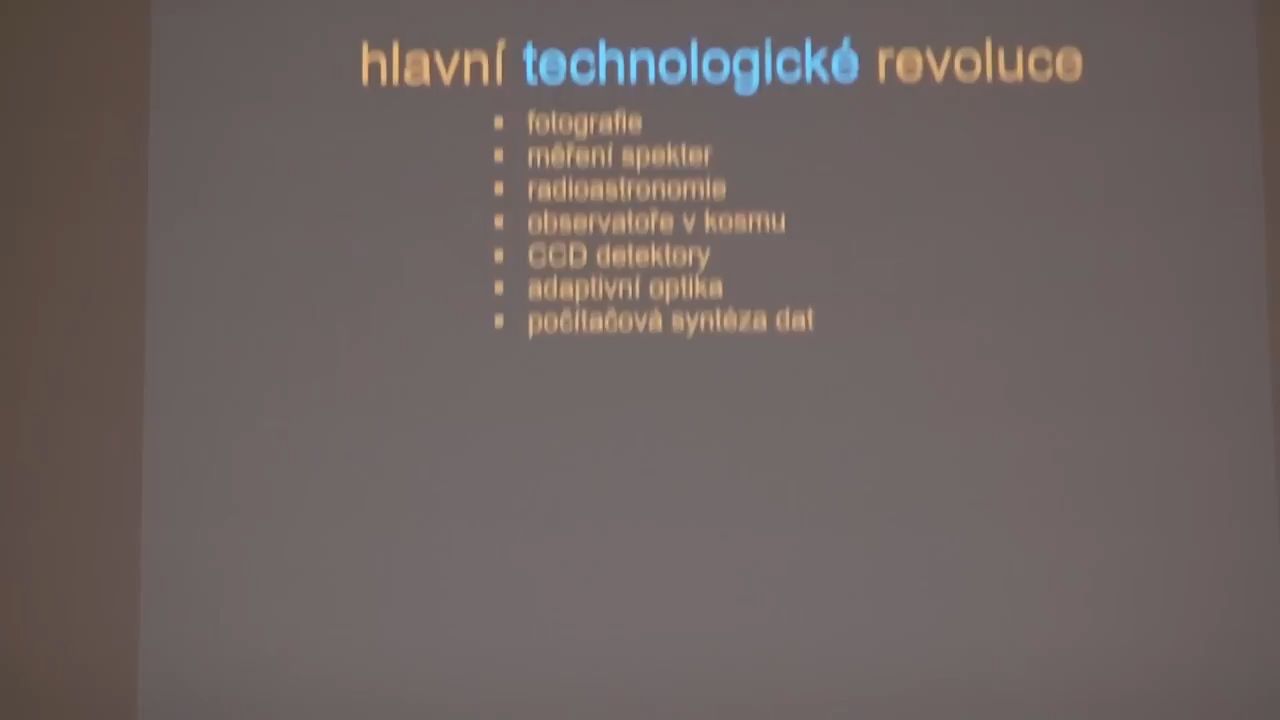 hlavní technologické revoluce
▪ fotografie
▪ měření spekter
▪ radioastronomie
▪ observatoře v kosmu
▪ CCD detektory
▪ adaptivní optika
▪ počítačová syntéza dat